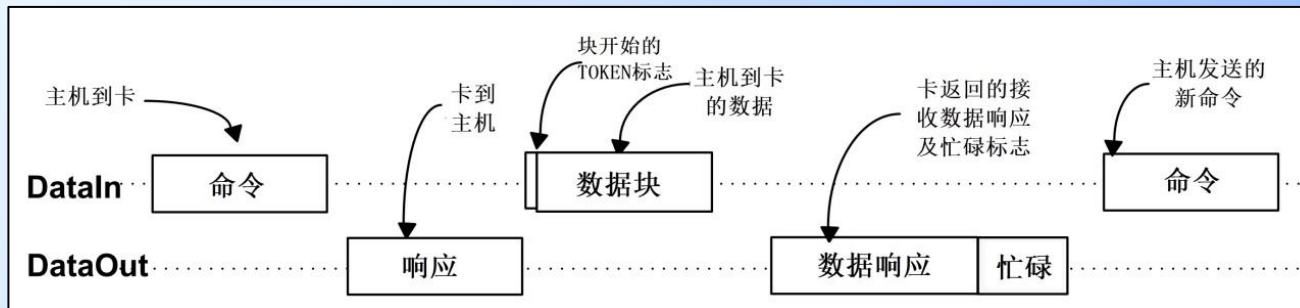 主机到卡
卡到
主机
块开始的
TOKEN标志
主机到卡
的数据
卡返回的接
收数据响应
及忙碌标志
主机发送的
新命令
DataIn
命令
数据块
命令
DataOut
响应
数据响应
忙碌